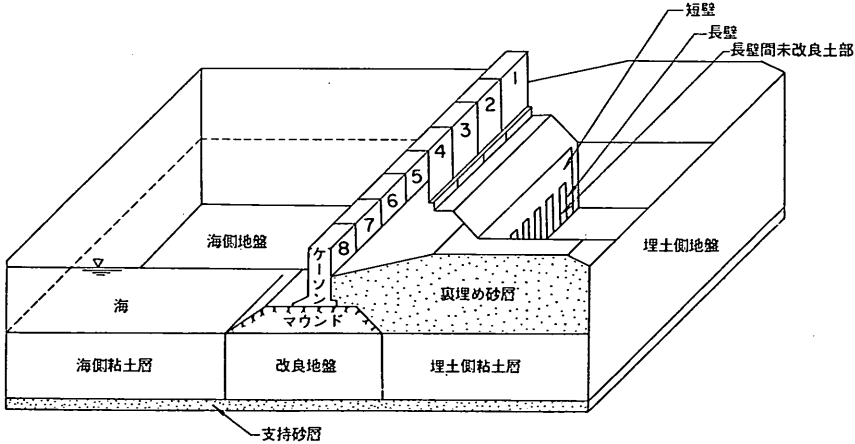 短壁
長壁
長壁間未改良土部
1
2
3
4
5
6
7
8
海側地盤
ケーソン
埋土側地盤
海
裏埋め砂層
マウンド
海側粘土層
改良地盤
埋土側粘土層
支持砂層